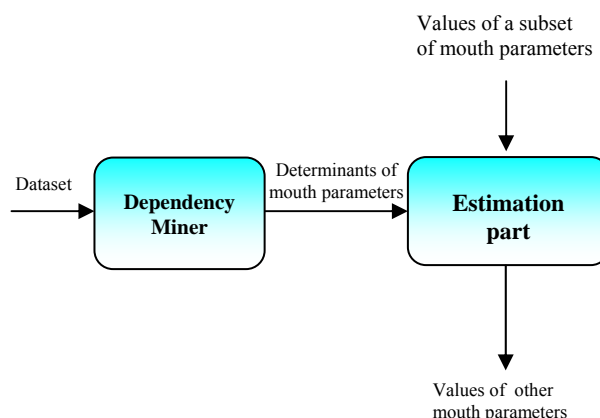 Values of a subset
of mouth parameters
Dataset
Dependency
Miner
Determinants of
mouth parameters
Estimation
part
Values of other
mouth parameters